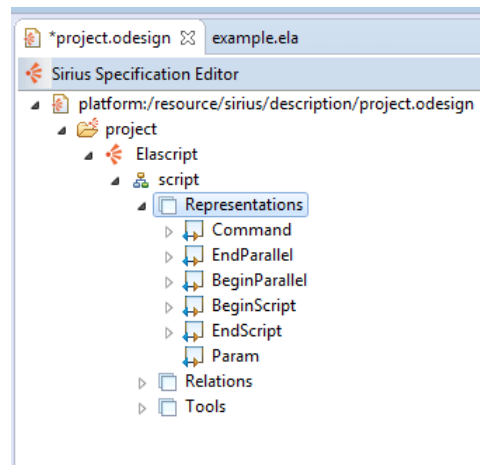 *project.odesign example.ela
Sirius Specification Editor
platform:/resource/sirius/description/project.odesign
project
Elascript
script
Representations
Command
EndParallel
BeginParallel
BeginScript
EndScript
Param
Relations
Tools